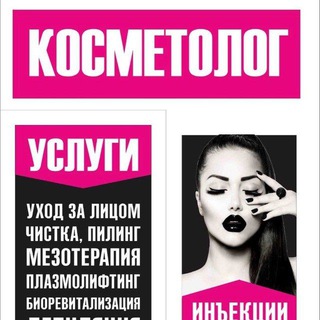 КОСМЕТОЛОГ
УСЛУГИ
УХОД ЗА ЛИЦОМ
ЧИСТКА, ПИЛИНГ
МЕЗОТЕРАПИЯ
ПЛАЗМОЛИФТИНГ
БИОРЕВИТАЛИЗАЦИЯ
ИНЪЕКЦИИ